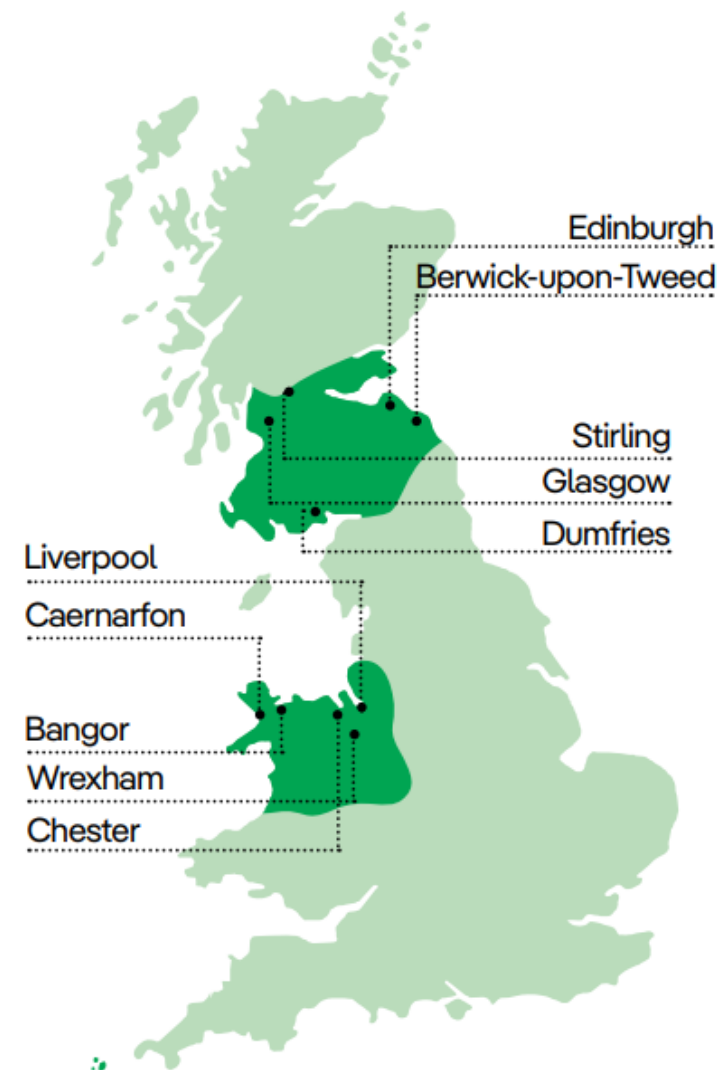 Edinburgh
Berwick-upon-Tweed
Stirling
Glasgow
Dumfries
Liverpool
Caernarfon
Bangor
Wrexham
Chester